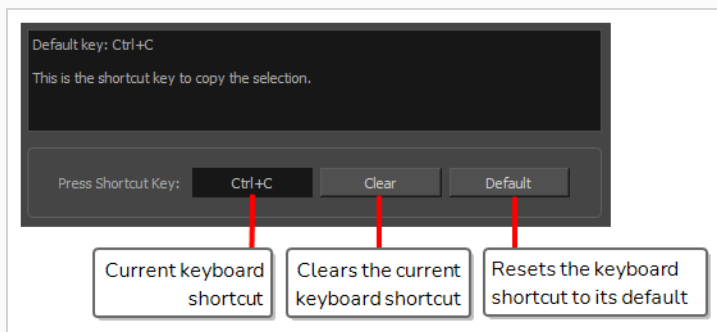 Default key: Ctrl+C
This is the shortcut key to copy the selection.
Press Shortcut Key: Ctrl+C Clear Default
Current keyboard
shortcut
Clears the current
keyboard shortcut
Resets the keyboard
shortcut to its default